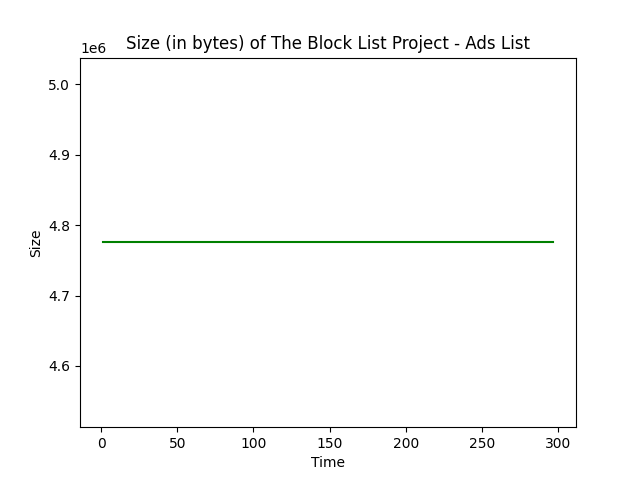 Size (in bytes) of The Block List Project - Ads List
1e6
5.0
4.9
4.8
4.7
4.6
Size
0 50 100 150 200 250 300
Time